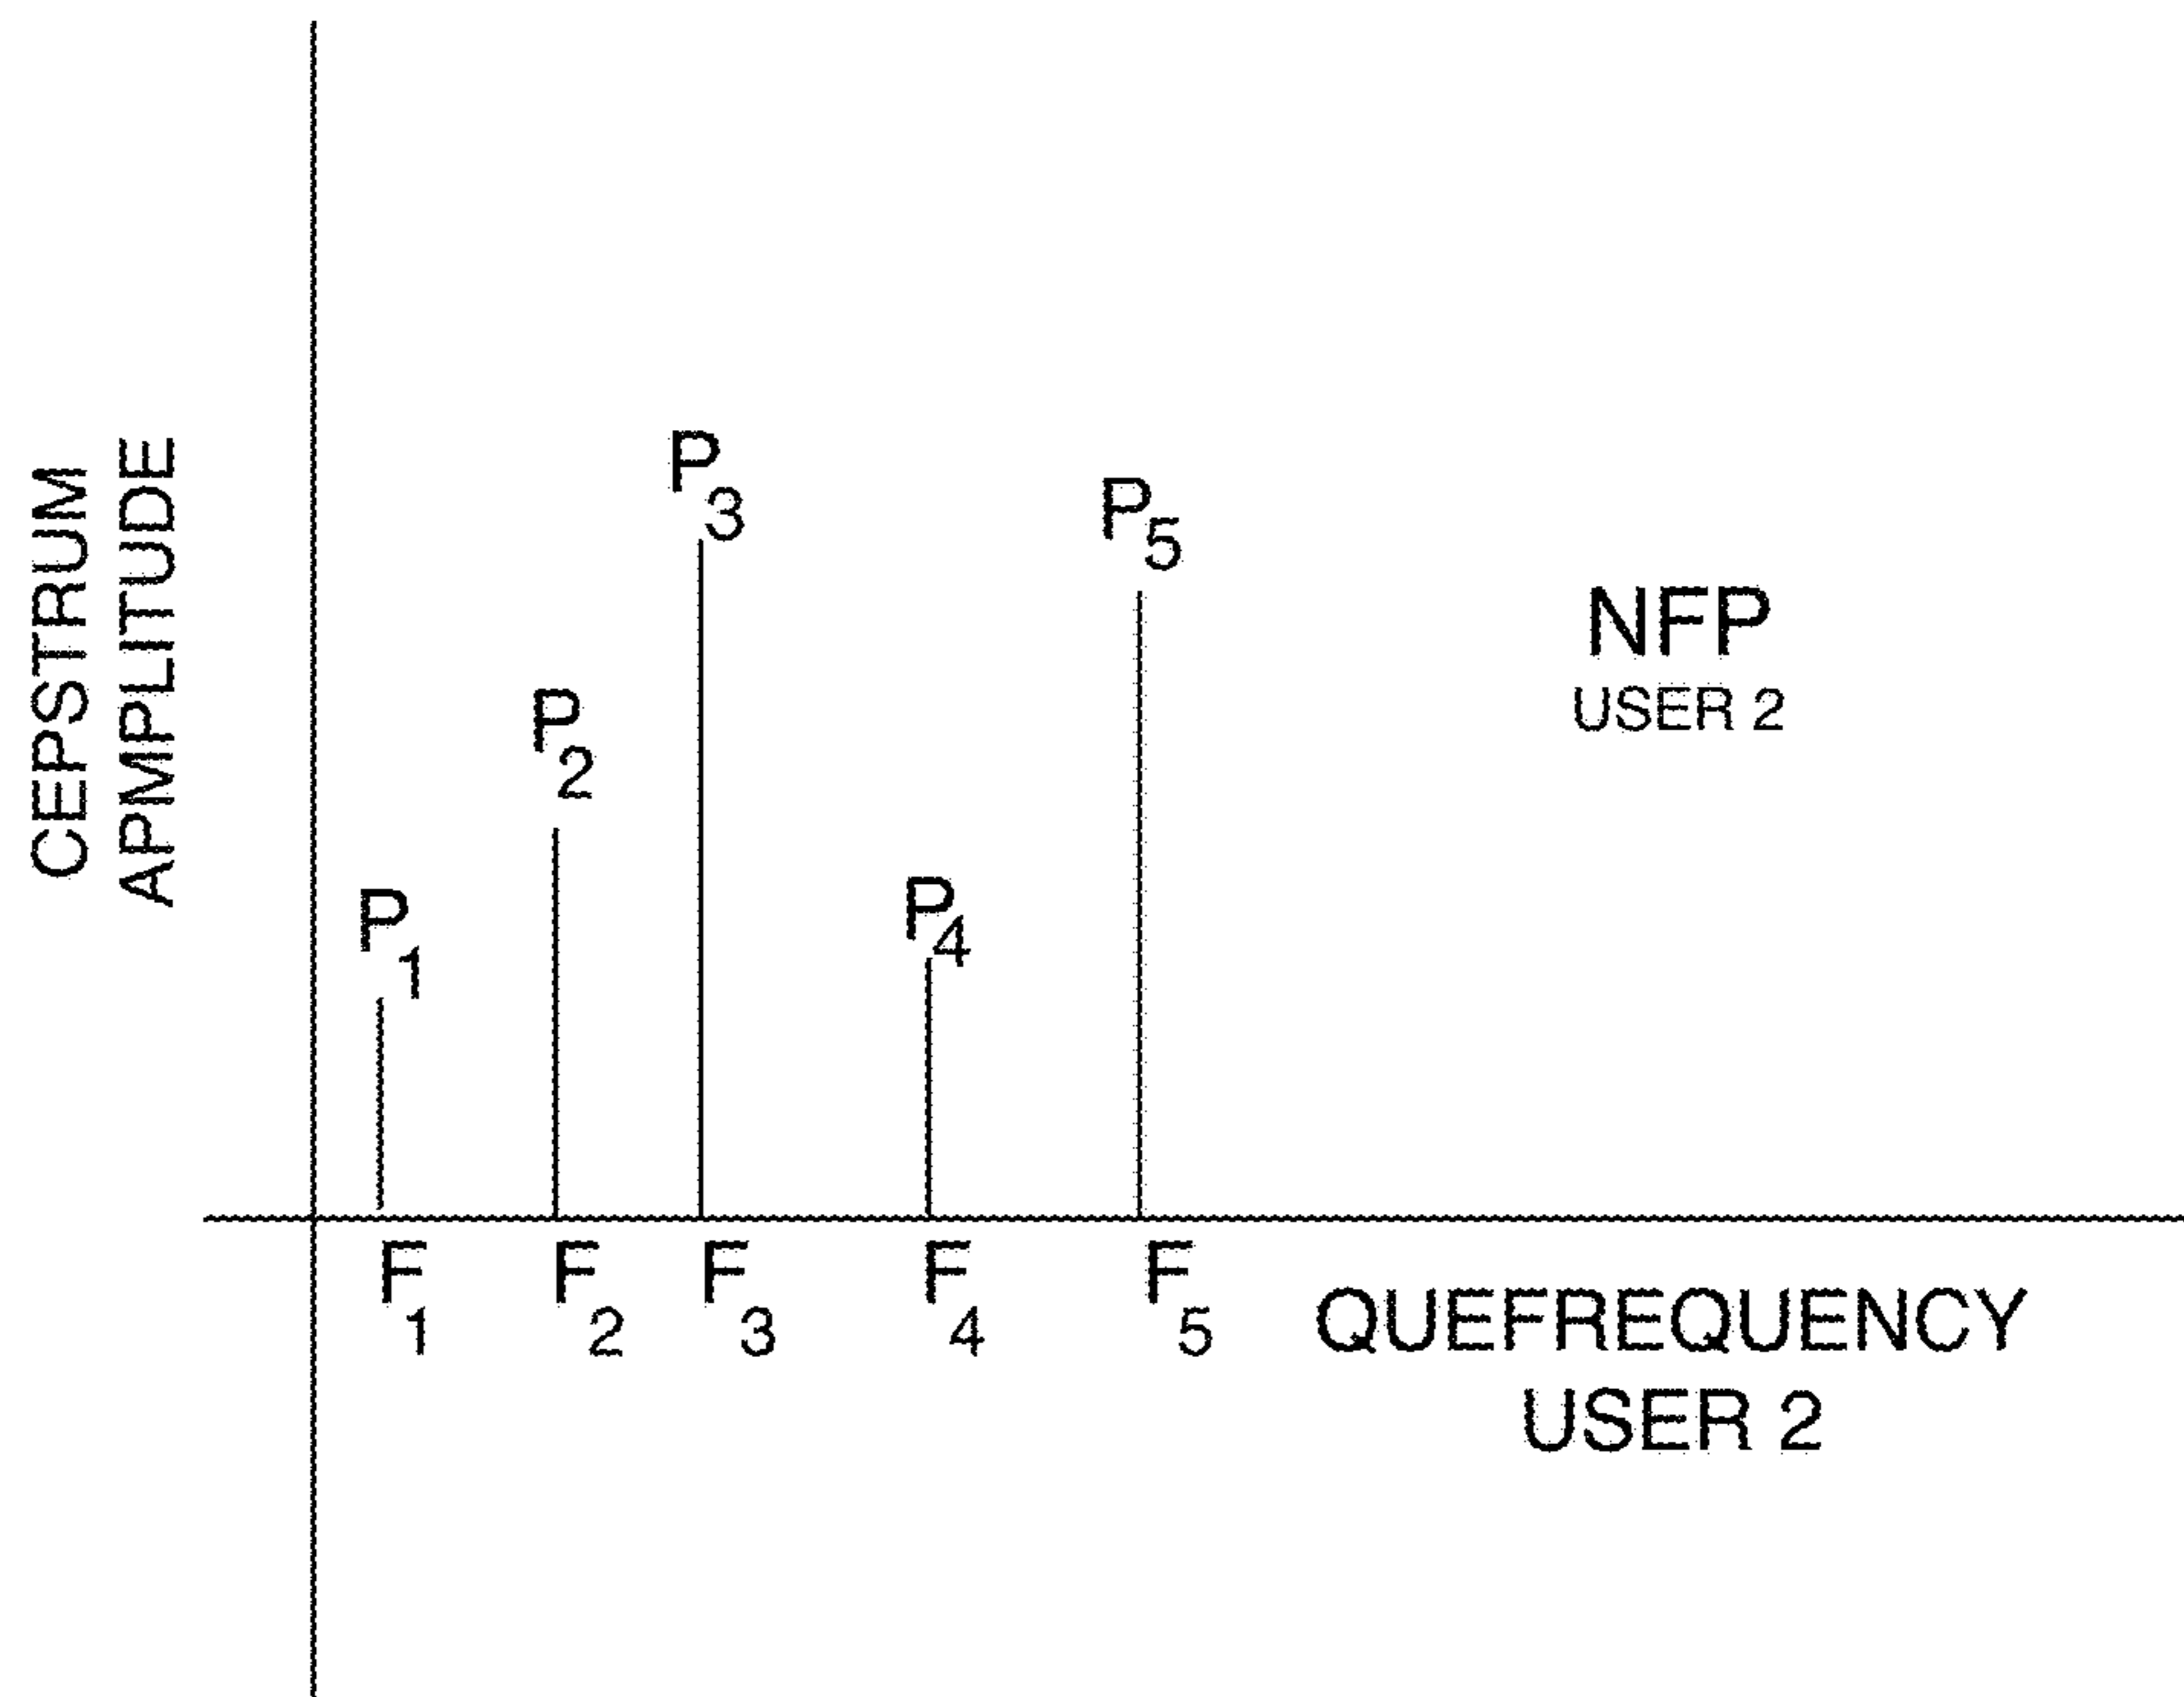 CEPSTRUM
APMPLITUDE
P1
P2
P3
P4
P5
NFP
USER 2
F1
F2
F3
F4
F5
QUEFREQUENCY
USER 2